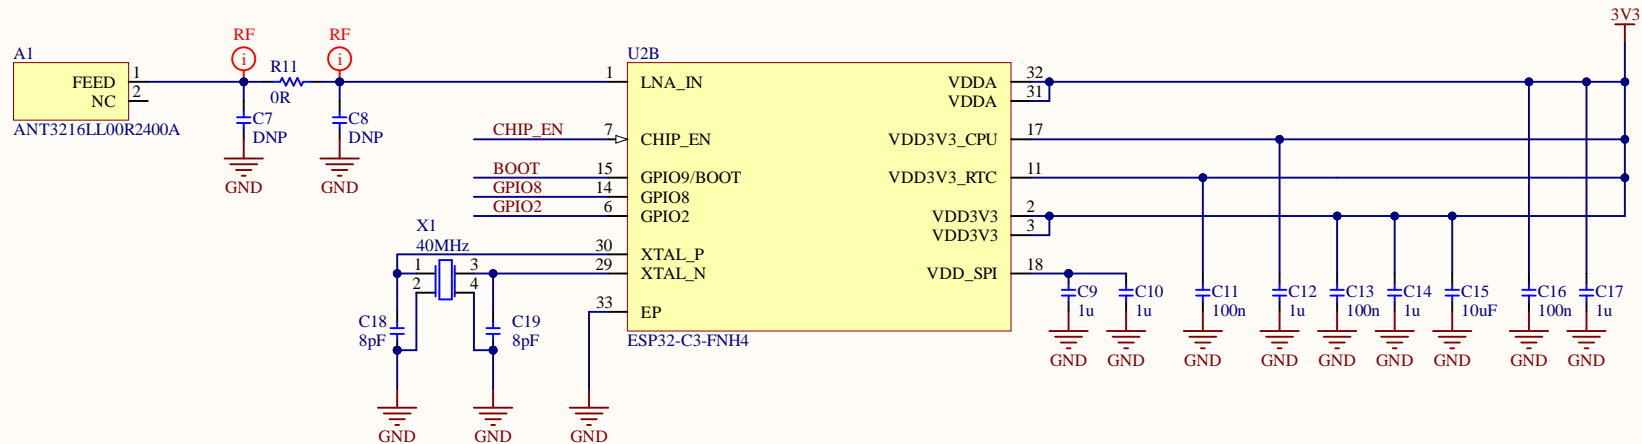 3V3
RF
RF
i
i
A1
U2B
R11
FEED
1
1
LNA_IN
VDDA
32
NC
2
0R
VDDA
31
ANT3216LL00R2400A
C7
DNP
C8
DNP
CHIP_EN
7
CHIP_EN
VDD3V3_CPU
17
GND
GND
BOOT
15
GPIO9/BOOT
VDD3V3_RTC
11
GPIO8
14
GPIO8
GPIO2
6
GPIO2
VDD3V3
2
X1
VDD3V3
3
40MHz
30
XTAL_P
1
3
29
XTAL_N
VDD_SPI
18
2
4
C9
1u
C10
1u
C11
100n
C12
1u
C13
100n
C14
1u
C15
10uF
C16
100n
C17
1u
33
EP
C18
8pF
C19
8pF
ESP32-C3-FNH4
GND
GND
GND
GND
GND
GND
GND
GND
GND
GND
GND
GND